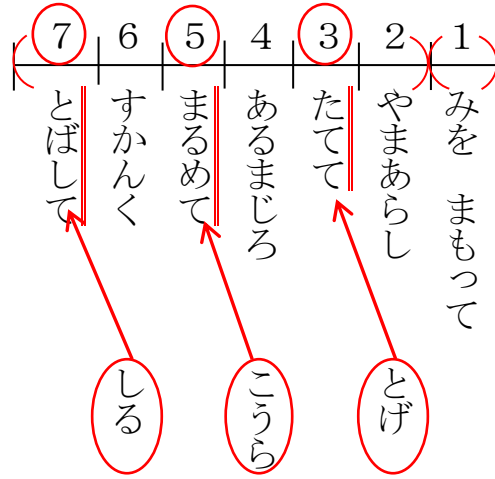 1
みを　まもって
2
やまあらし
3
たてて
とげ
4
あるまじろ
5
まるめて
こうら
6
すかんく
7
とばして
しる